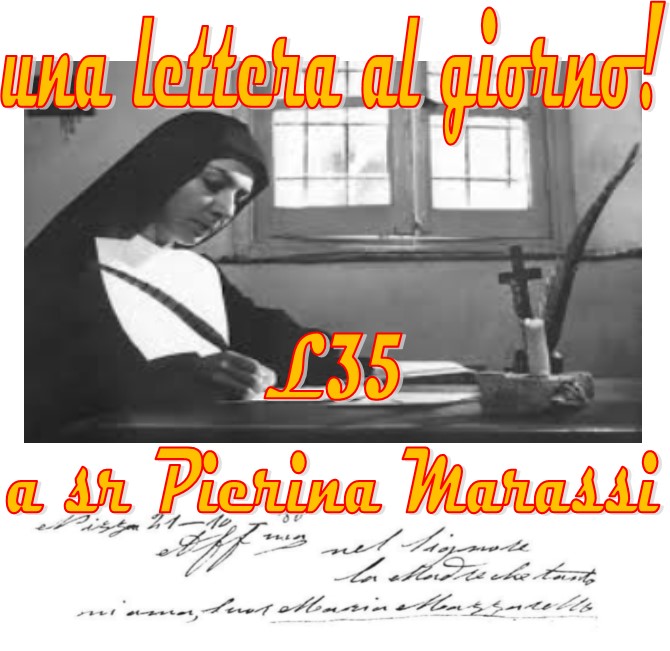 una lettera al giorno!
L35
a sr Pierina Marassi
Nizza 21-10
Aff ma nel Signore
la Madre che tanto
mi ama, Suor Maria Mazzarello